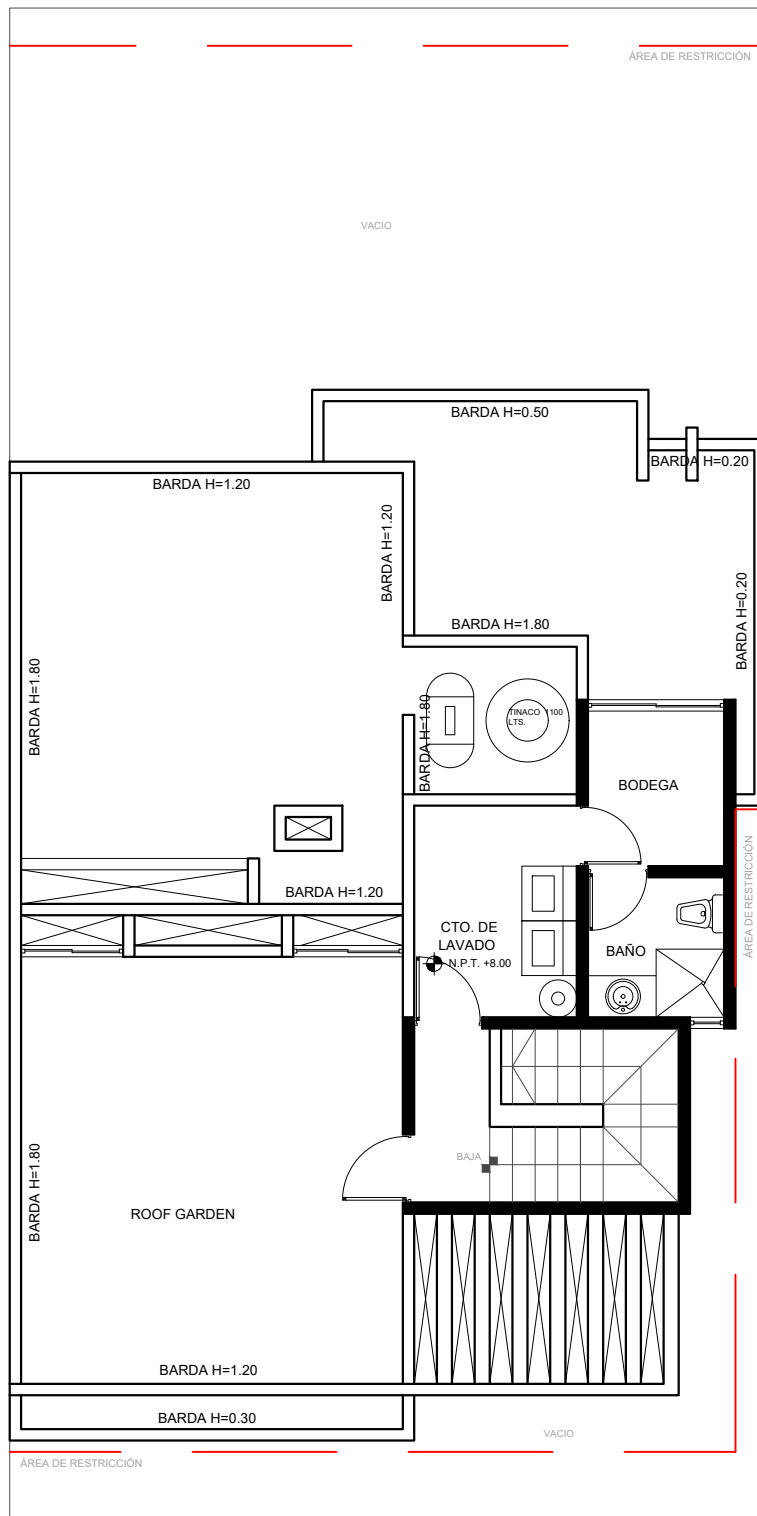 ÁREA DE RESTRICCIÓN
VACIO
BARDA H=0.50
BARDA H=0.20
BARDA H=1.20
BARDA H=1.20
BARDA H=0.20
BARDA H=1.80
BARDA H=1.80
BARDA H=1.80
TINACO 1100
LTS.
BODEGA
ÁREA DE RESTRICCIÓN
BARDA H=1.20
CTO. DE
LAVADO
N.P.T. +8.00
BAÑO
BAJA
BARDA H=1.80
ROOF GARDEN
BARDA H=1.20
BARDA H=0.30
VACIO
ÁREA DE RESTRICCIÓN